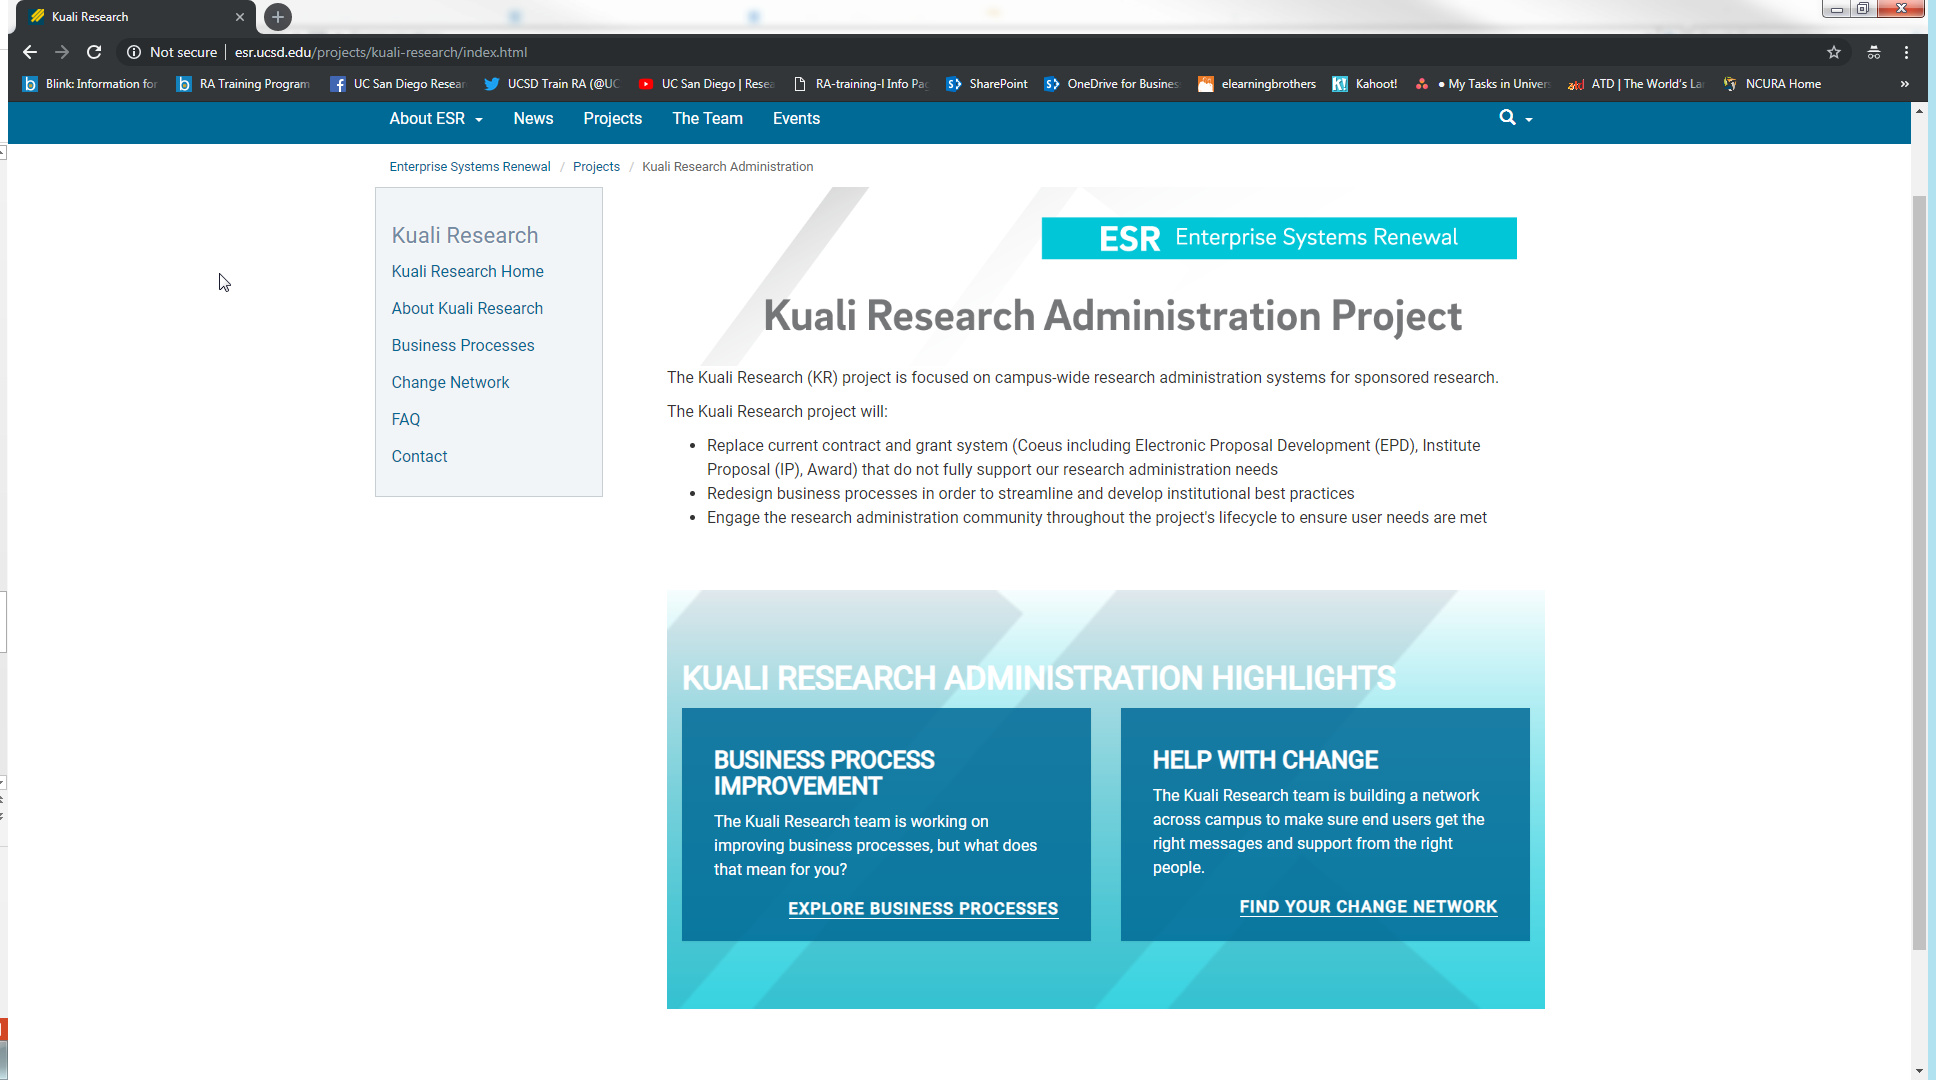 Kuali Research
Not secure esr.ucsd.edu/projects/kuali-research/index.html
Blink: Information for RA Training Program UC San Diego Resear UCSD Train RA (@UC UC San Diego | Resea RA-training-l Info Pag SharePoint OneDrive for Business elearningbrothers Kahoot! ● My Tasks in Univers ATD | The World's La NCURA Home »
About ESR News Projects The Team Events
Enterprise Systems Renewal / Projects / Kuali Research Administration
Kuali Research
Kuali Research Home
About Kuali Research
Business Processes
Change Network
FAQ
Contact
ESR Enterprise Systems Renewal
Kuali Research Administration Project
The Kuali Research (KR) project is focused on campus-wide research administration systems for sponsored research.
The Kuali Research project will:
• Replace current contract and grant system (Coeus including Electronic Proposal Development (EPD), Institute
Proposal (IP), Award) that do not fully support our research administration needs
• Redesign business processes in order to streamline and develop institutional best practices
• Engage the research administration community throughout the project's lifecycle to ensure user needs are met
KUALI RESEARCH ADMINISTRATION HIGHLIGHTS
BUSINESS PROCESS
IMPROVEMENT
The Kuali Research team is working on
improving business processes, but what does
that mean for you?
EXPLORE BUSINESS PROCESSES
HELP WITH CHANGE
The Kuali Research team is building a network
across campus to make sure end users get the
right messages and support from the right
people.
FIND YOUR CHANGE NETWORK